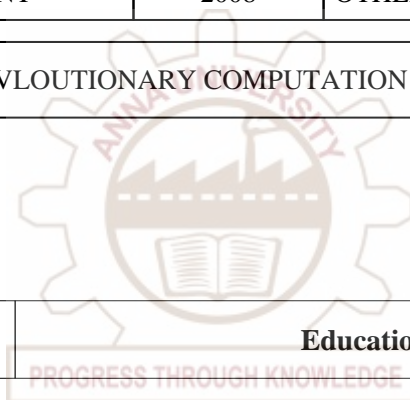 2008
VLOUTIONARY COMPUTATION
ANNA UNIVERSITY
Educatio
PROGRESS THROUGH KNOWLEDGE